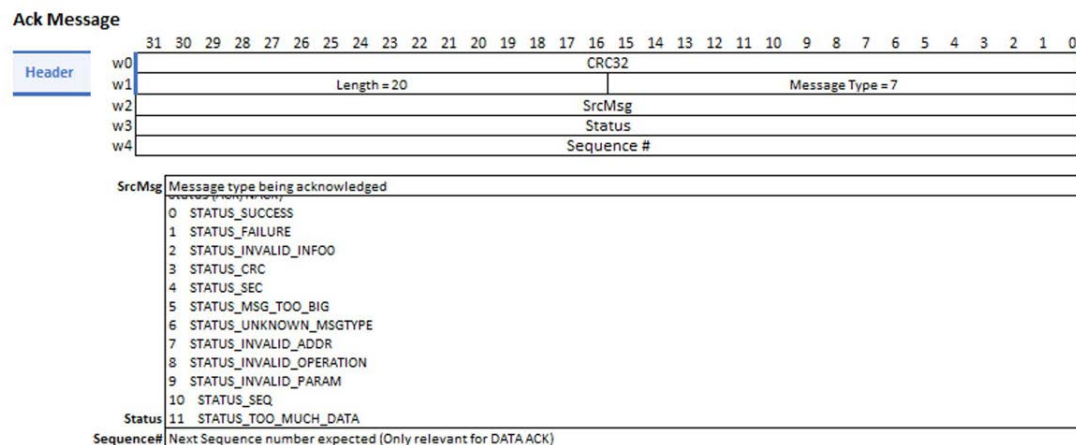 Ack Message
31 30 29 28 27 26 25 24 23 22 21 20 19 18 17 16 15 14 13 12 11 10 9 8 7 6 5 4 3 2 1 0
Header
w0 CRC32
w1 Length = 20 Message Type = 7
w2 SrcMsg
w3 Status
w4 Sequence #
SrcMsg Message type being acknowledged
Status (ACK/NACK)
0 STATUS_SUCCESS
1 STATUS_FAILURE
2 STATUS_INVALID_INFO0
3 STATUS_CRC
4 STATUS_SEC
5 STATUS_MSG_TOO_BIG
6 STATUS_UNKNOWN_MSGTYPE
7 STATUS_INVALID_ADDR
8 STATUS_INVALID_OPERATION
9 STATUS_INVALID_PARAM
10 STATUS_SEQ
Status 11 STATUS_TOO_MUCH_DATA
Sequence# Next Sequence number expected (Only relevant for DATA ACK)